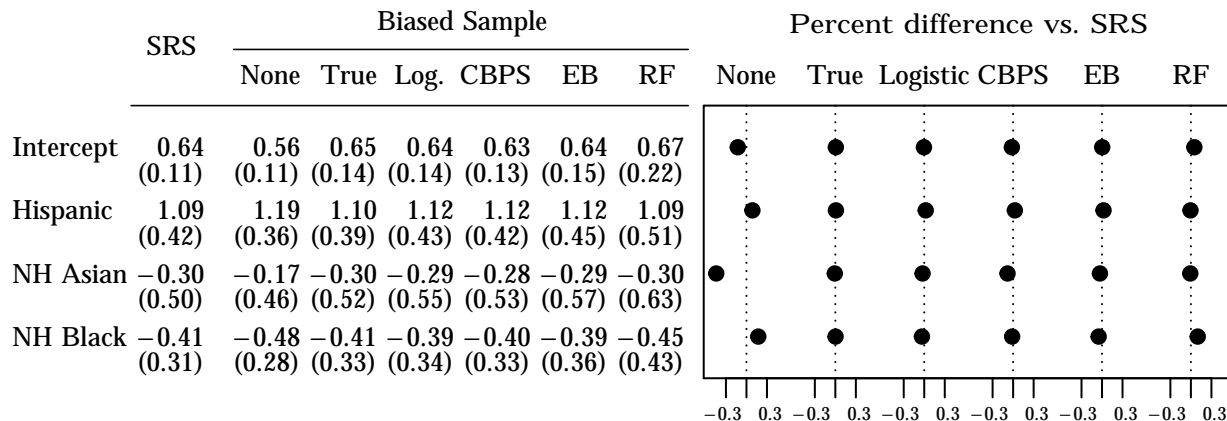 SRS Biased Sample Percent difference vs. SRS
None True Log. CBPS EB RF None True Logistic CBPS EB RF
Intercept 0.64 0.56 0.65 0.64 0.63 0.64 0.67
(0.11) (0.11) (0.14) (0.14) (0.13) (0.15) (0.22)
Hispanic 1.09 1.19 1.10 1.12 1.12 1.12 1.09
(0.42) (0.36) (0.39) (0.43) (0.42) (0.45) (0.51)
NH Asian −0.30 −0.17 −0.30 −0.29 −0.28 −0.29 −0.30
(0.50) (0.46) (0.52) (0.55) (0.53) (0.57) (0.63)
NH Black −0.41 −0.48 −0.41 −0.39 −0.40 −0.39 −0.45
(0.31) (0.28) (0.33) (0.34) (0.33) (0.36) (0.43)
−0.3 0.3 −0.3 0.3 −0.3 0.3 −0.3 0.3 −0.3 0.3 −0.3 0.3